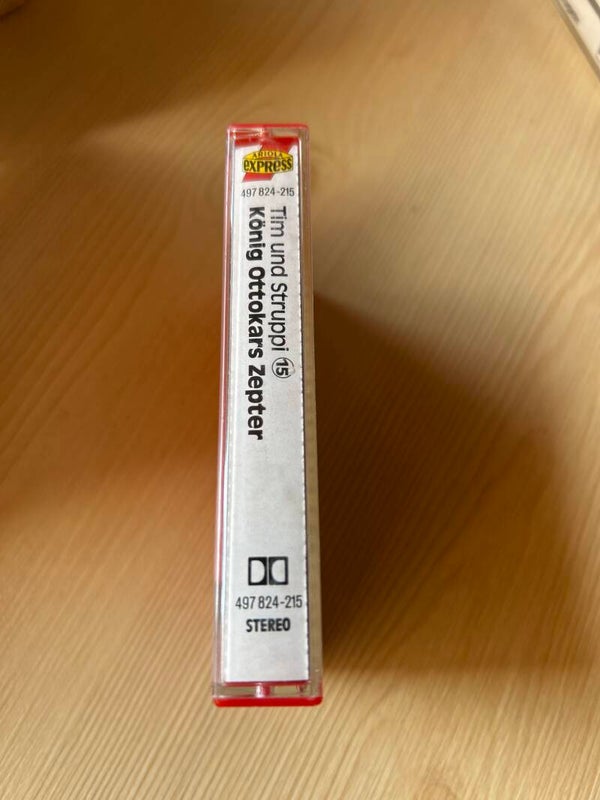 ARIOLA
EXPRESS
497 824-215
Tim und Struppi 15
König Ottokars Zepter
497 824-215
STEREO